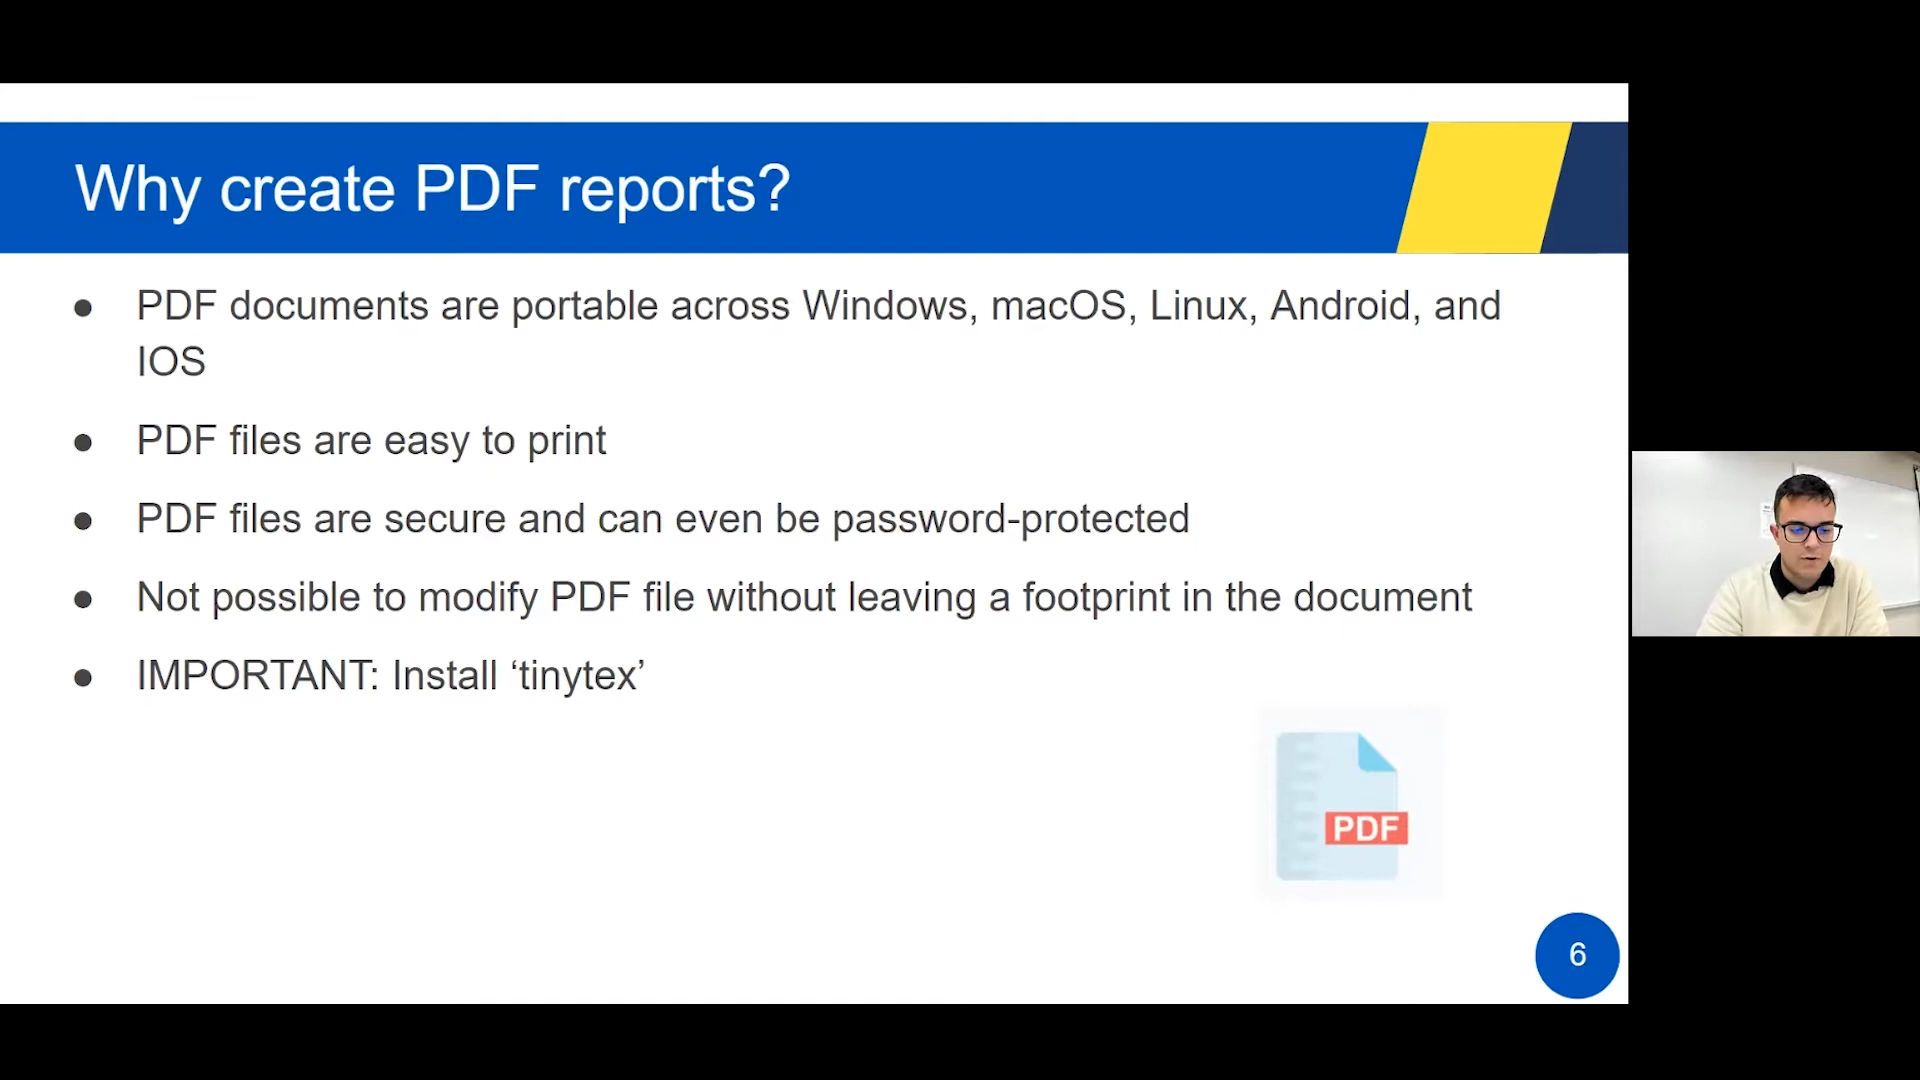 Why create PDF reports?
● PDF documents are portable across Windows, macOS, Linux, Android, and
IOS
● PDF files are easy to print
● PDF files are secure and can even be password-protected
● Not possible to modify PDF file without leaving a footprint in the document
● IMPORTANT: Install ‘tinytex’
PDF
6